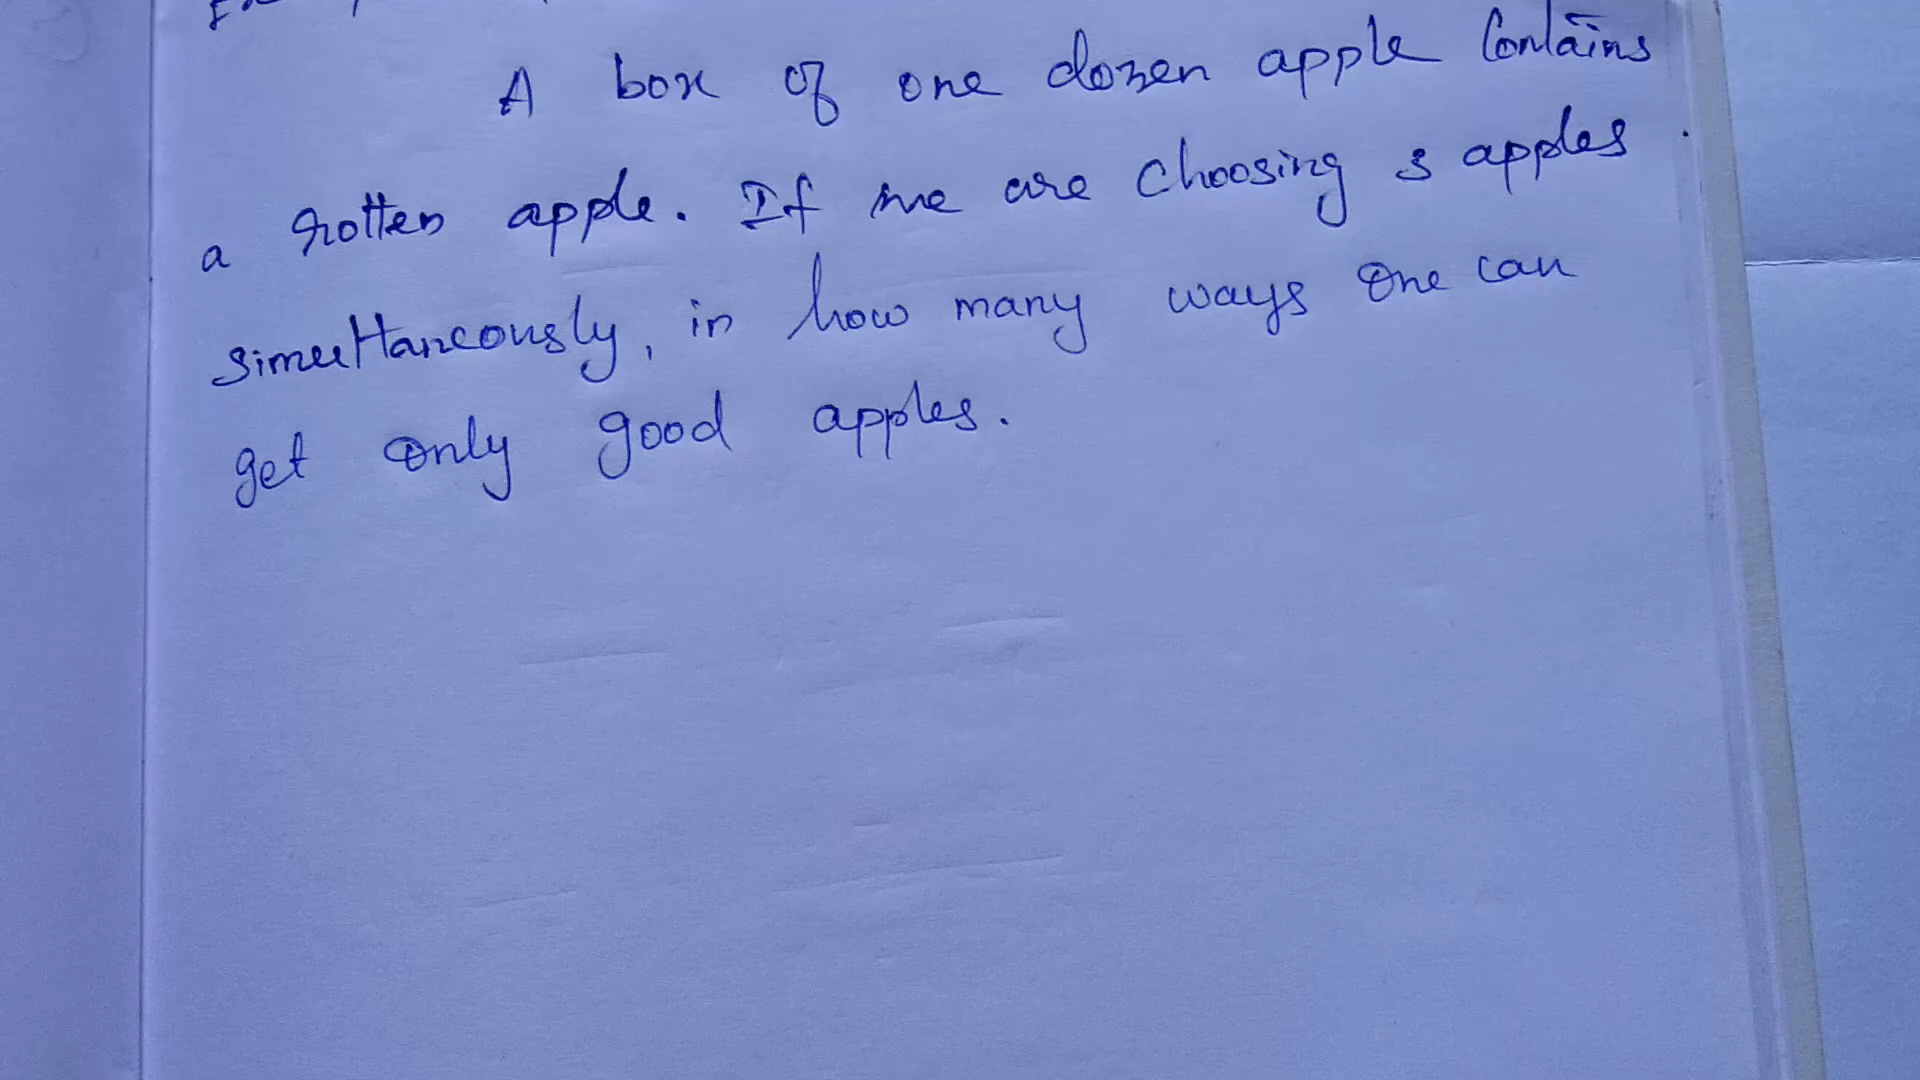 A box of one dozen apple Contains
a rotten apple. If we are choosing 3 apples
simultaneously, in how many ways one can
get only good apples.